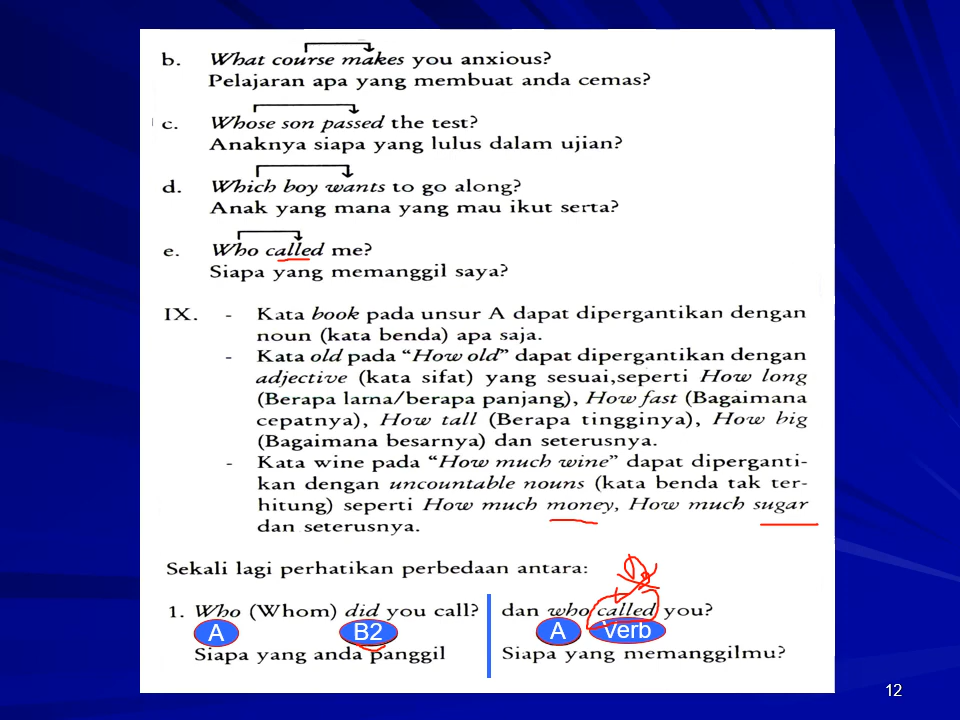 b. What course makes you anxious?
Pelajaran apa yang membuat anda cemas?
c. Whose son passed the test?
Anaknya siapa yang lulus dalam ujian?
d. Which boy wants to go along?
Anak yang mana yang mau ikut serta?
e. Who called me?
Siapa yang memanggil saya?
IX. - Kata book pada unsur A dapat dipergantikan dengan
noun (kata benda) apa saja.
- Kata old pada “How old” dapat dipergantikan dengan
adjective (kata sifat) yang sesuai,seperti How long
(Berapa lama/berapa panjang), How fast (Bagaimana
cepatnya), How tall (Berapa tingginya), How big
(Bagaimana besarnya) dan seterusnya.
- Kata wine pada “How much wine” dapat diperganti-
kan dengan uncountable nouns (kata benda tak ter-
hitung) seperti How much money, How much sugar
dan seterusnya.
Sekali lagi perhatikan perbedaan antara:
1. Who (Whom) did you call? dan who called you?
A B2 A Verb
Siapa yang anda panggil Siapa yang memanggilmu?
12